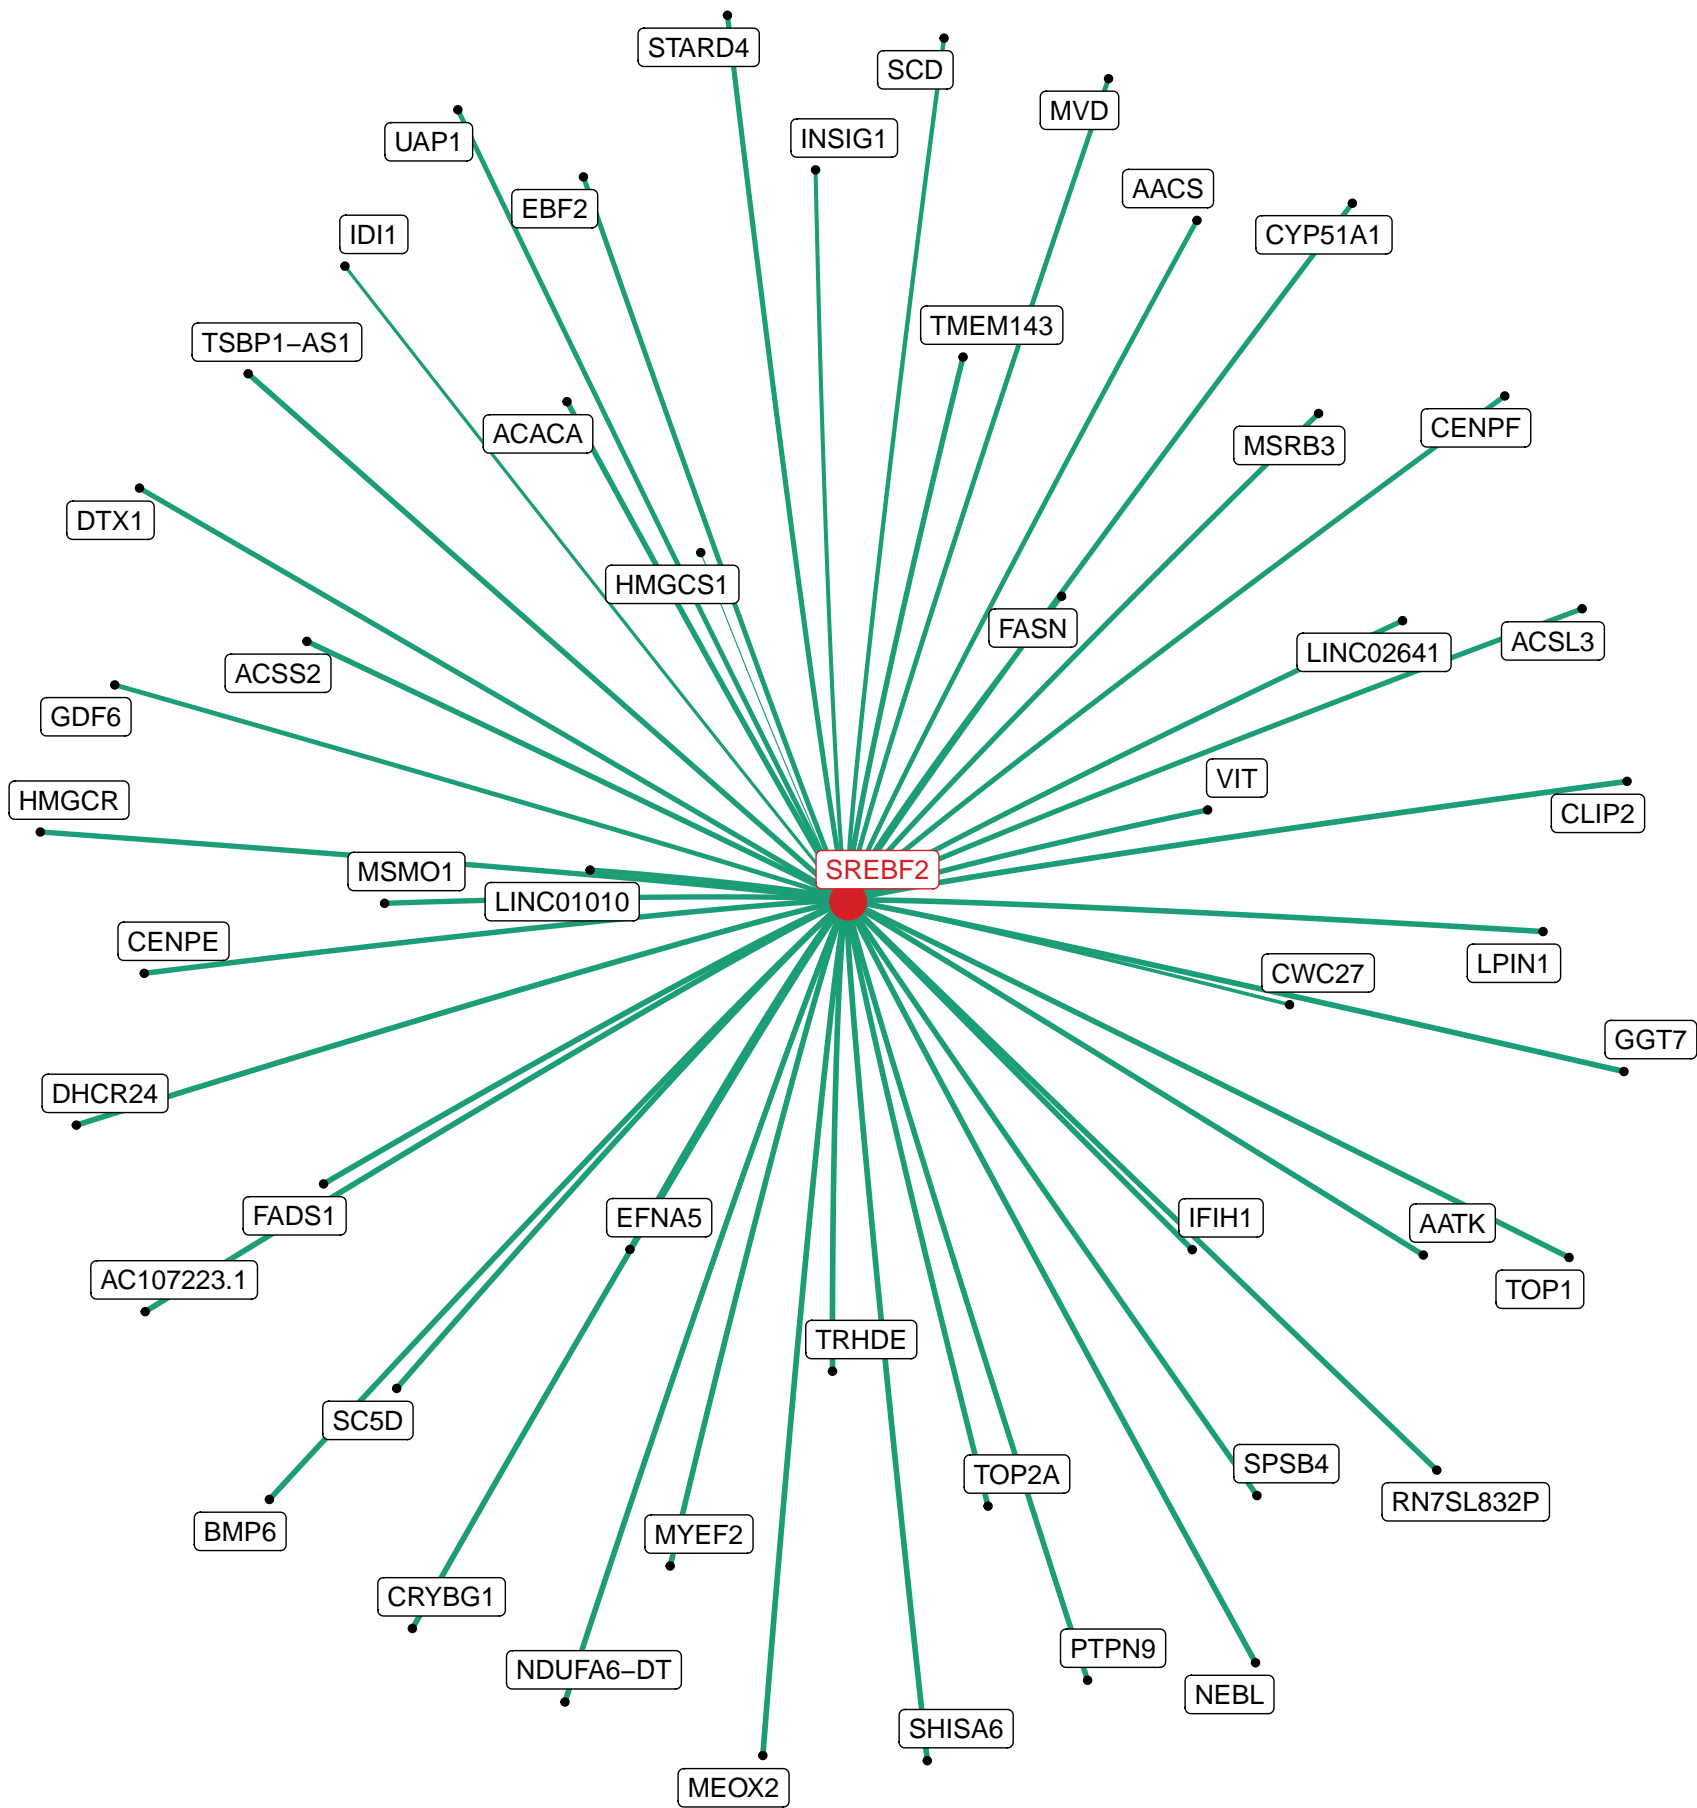 STARD4
SCD
MVD
UAP1
INSIG1
AACS
EBF2
IDI1
CYP51A1
TMEM143
TSBP1−AS1
ACACA
MSRB3
CENPF
DTX1
HMGCS1
FASN
ACSL3
LINC02641
ACSS2
GDF6
VIT
HMGCR
CLIP2
MSMO1
SREBF2
LINC01010
CENPE
LPIN1
CWC27
GGT7
DHCR24
FADS1
EFNA5
IFIH1
AATK
AC107223.1
TOP1
TRHDE
SC5D
SPSB4
TOP2A
RN7SL832P
BMP6
MYEF2
CRYBG1
PTPN9
NDUFA6−DT
NEBL
SHISA6
MEOX2